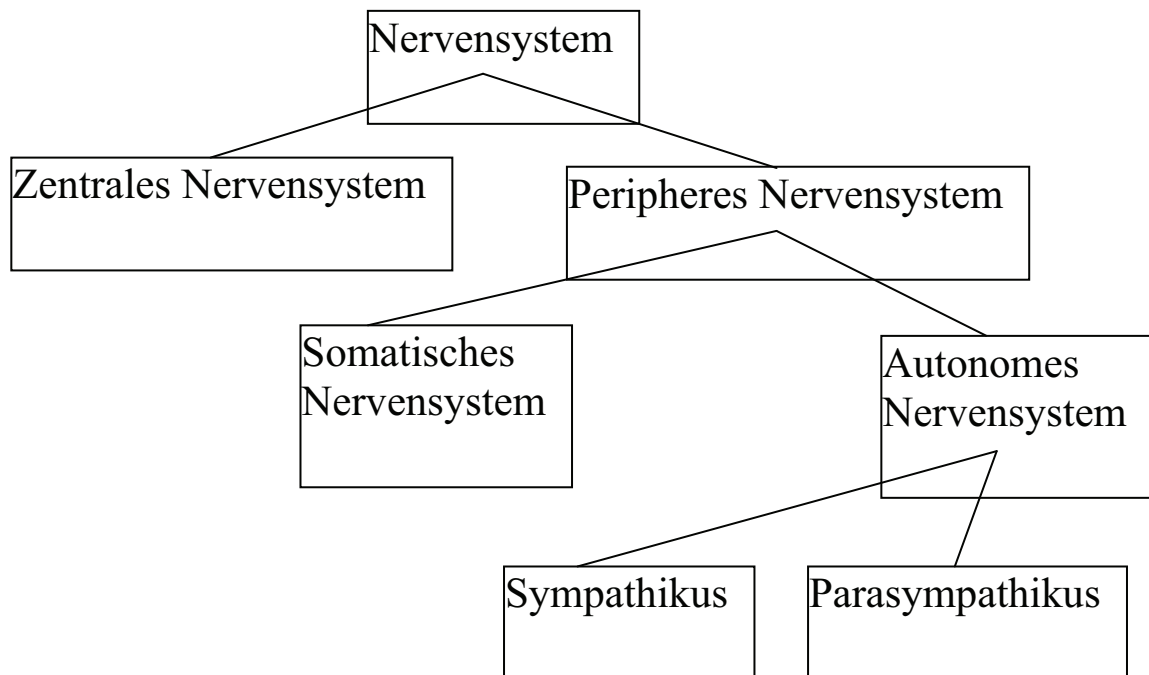 Nervensystem
Zentrales Nervensystem
Peripheres Nervensystem
Somatisches
Nervensystem
Autonomes
Nervensystem
Sympathikus
Parasympathikus